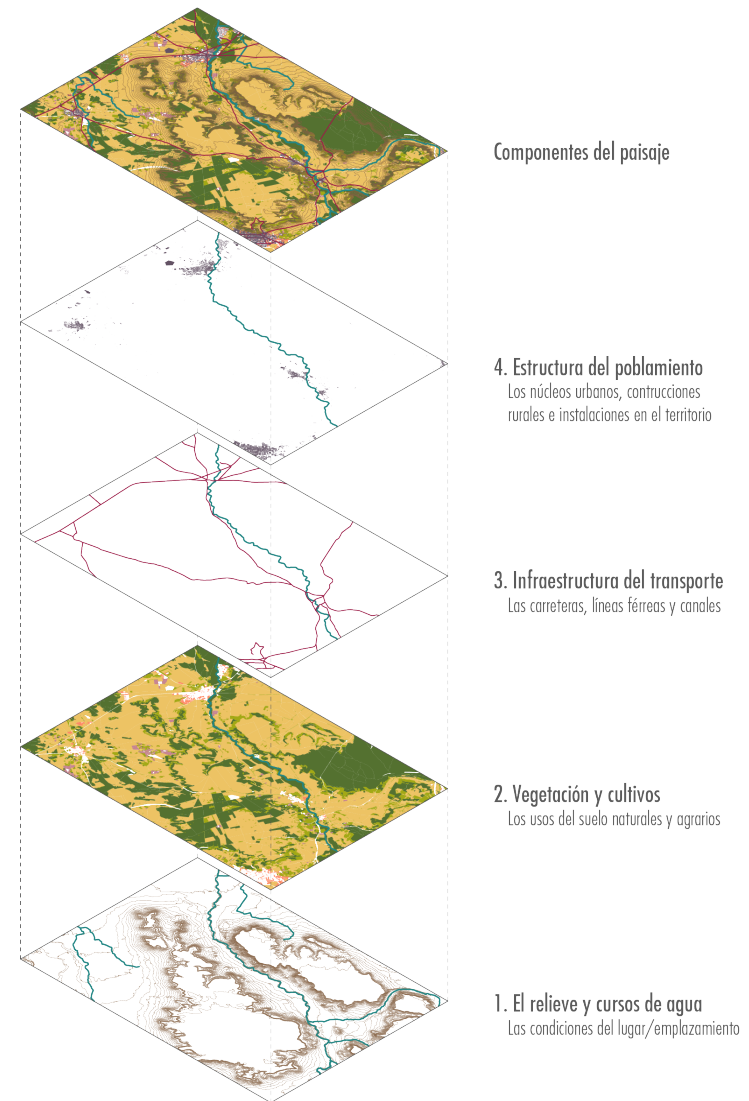 Componentes del paisaje
4. Estructura del poblamiento
Los núcleos urbanos, contrucciones
rurales e instalaciones en el territorio
3. Infraestructura del transporte
Las carreteras, líneas férreas y canales
2. Vegetación y cultivos
Los usos del suelo naturales y agrarios
1. El relieve y cursos de agua
Las condiciones del lugar/emplazamiento